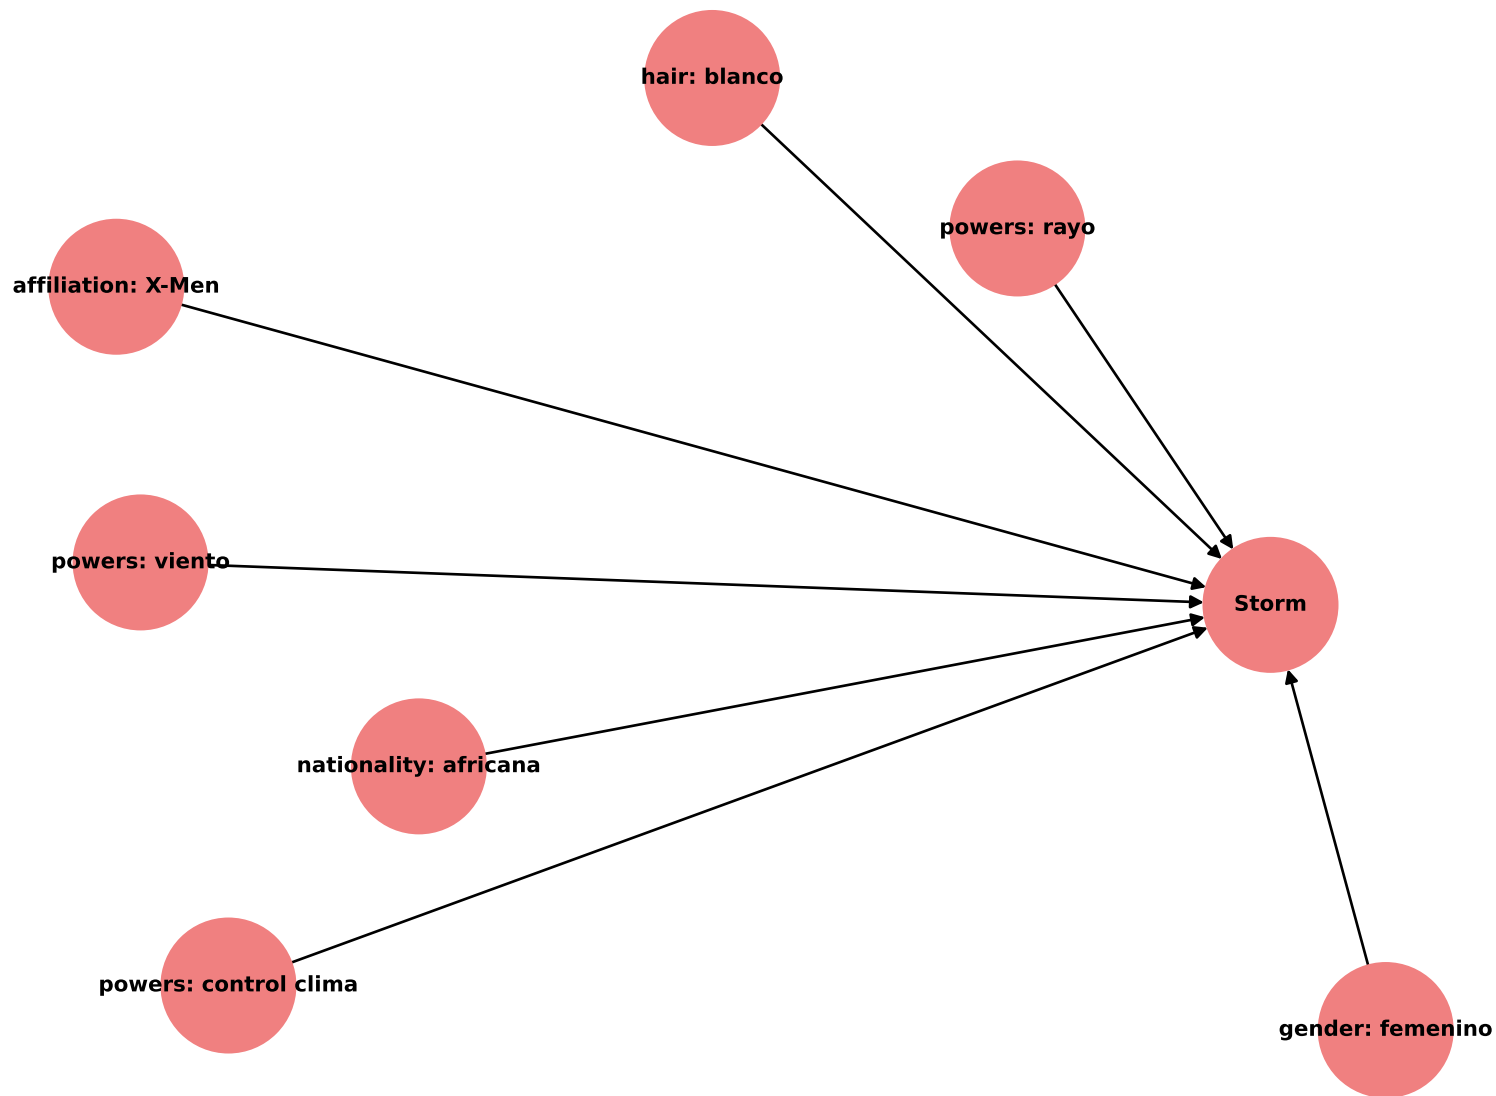 hair: blanco
powers: rayo
affiliation: X-Men
powers: viento
Storm
nationality: africana
powers: control clima
gender: femenino